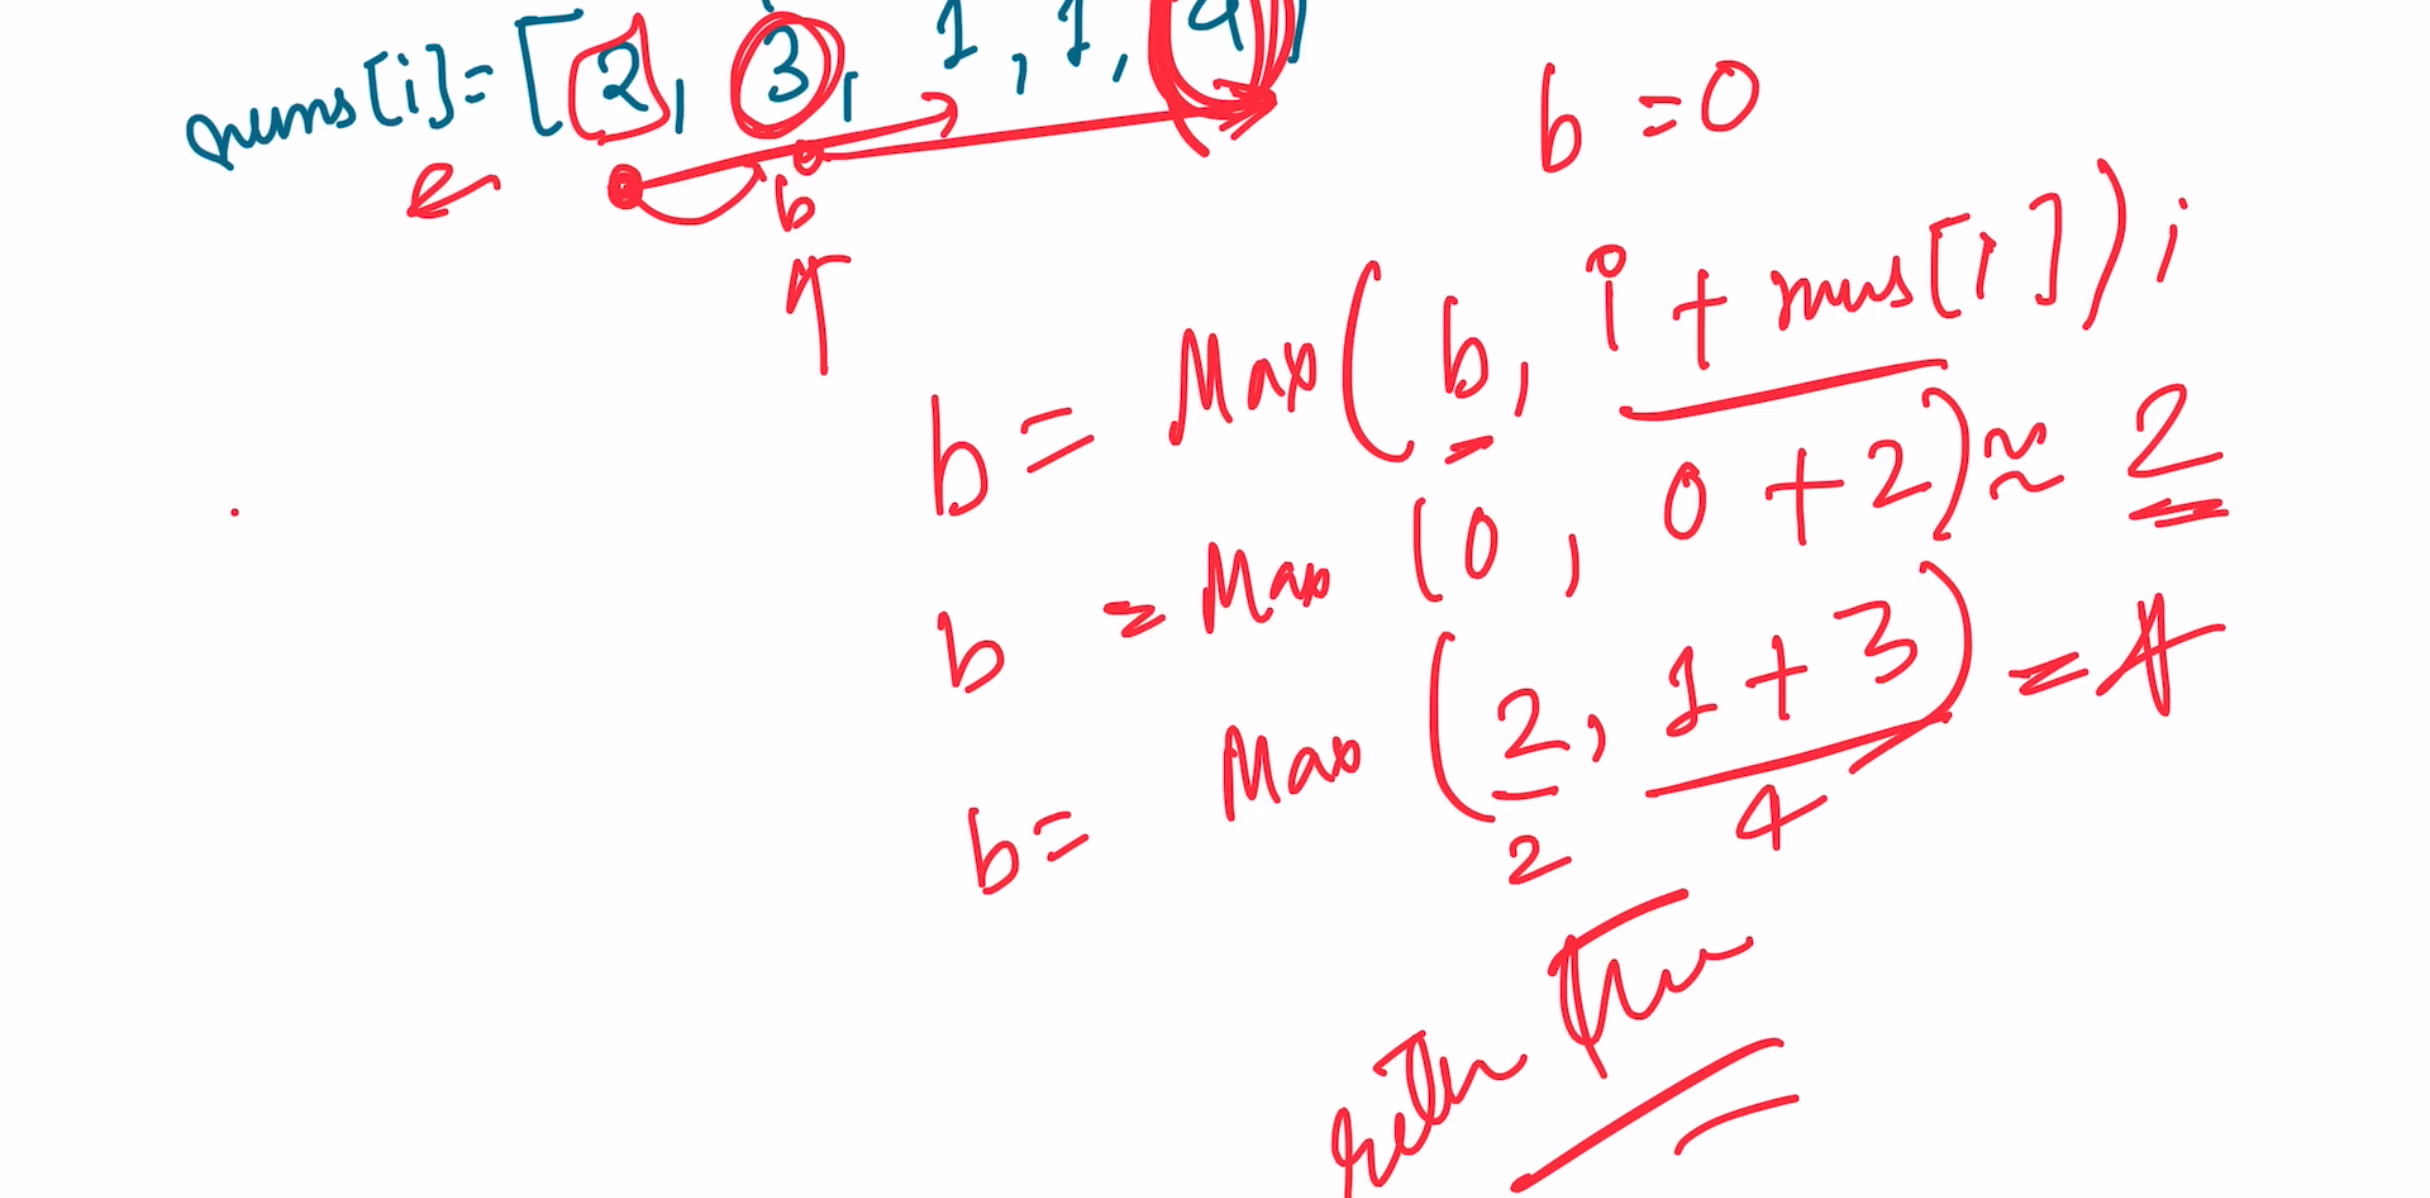 nums[i]= [2, 3, 1, 1, 4]
b = 0
b
b = Max(b, i + nums[i]);
b = Max (0, 0 + 2) ≈ 2
b = Max (2, 1 + 3) = 4
2 4
return True